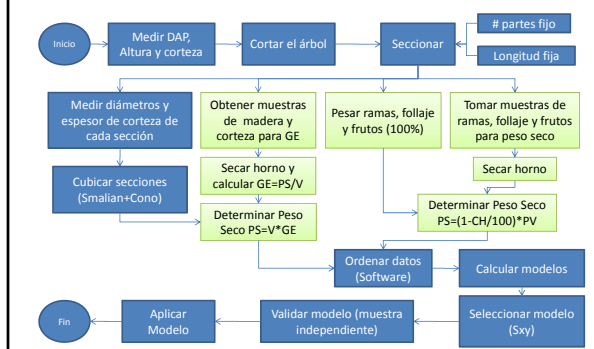 Inicio
Medir DAP,
Altura y corteza
Cortar el árbol
Seccionar
# partes fijo
Longitud fija
Medir diámetros y
espesor de corteza de
cada sección
Obtener muestras
de madera y
corteza para GE
Pesar ramas, follaje
y frutos (100%)
Tomar muestras de
ramas, follaje y frutos
para peso seco
Cubicar secciones
(Smalian+Cono)
Secar horno y
calcular GE=PS/V
Secar horno
Determinar Peso
Seco PS=V*GE
Determinar Peso Seco
PS=(1-CH/100)*PV
Ordenar datos
(Software)
Calcular modelos
Fin
Aplicar
Modelo
Validar modelo (muestra
independiente)
Seleccionar modelo
(Sxy)